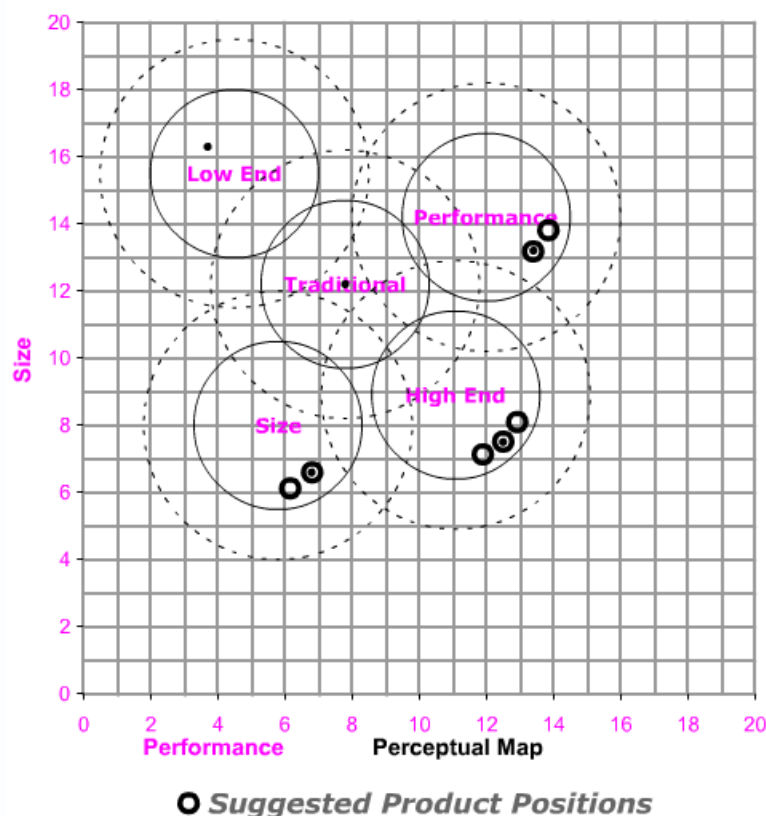 20
18
16
Low End
14
Performance
12
Traditional
10
Size
High End
8
Size
6
4
2
0
0 2 4 6 8 10 12 14 16 18 20
Performance Perceptual Map
Suggested Product Positions